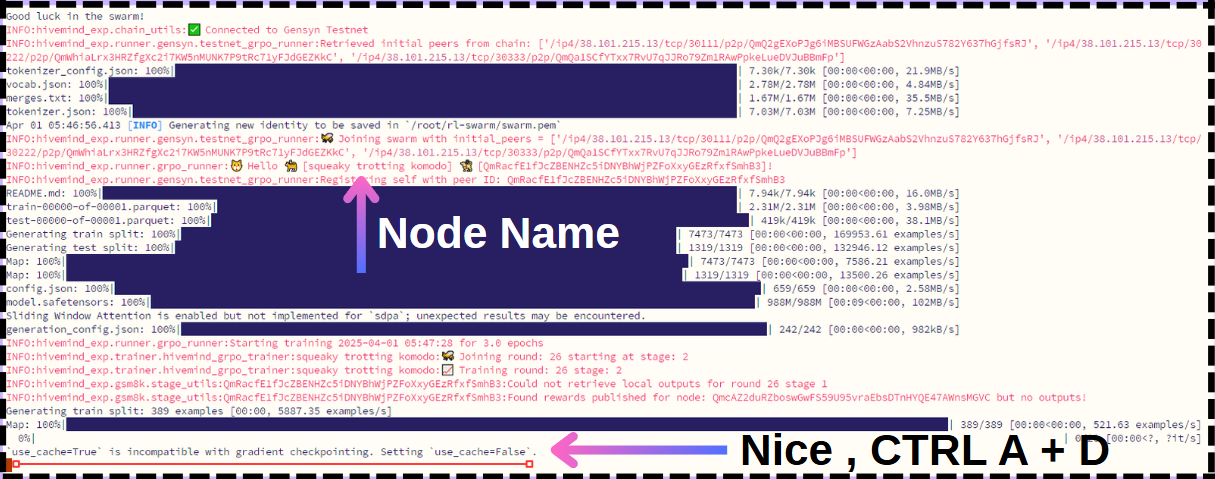 Good luck in the swarm!
INFO:hivemind_exp.chain_utils:✅ Connected to Gensyn Testnet
INFO:hivemind_exp.runner.gensyn.testnet_grpo_runner:Retrieved initial peers from chain: ['/ip4/38.101.215.13/tcp/30111/p2p/QmQ2gEXoPJg6iMBSUFWGzAabS2VhnzuS782Y637hGjfsRJ', '/ip4/38.101.215.13/tcp/30
222/p2p/QmWhiaLrx3HRZfgXc2i7KW5nMUNK7P9tRc71yFJdGEZKkC', '/ip4/38.101.215.13/tcp/30333/p2p/QmQa1SCfYTxx7RvU7qJJRo79Zm1RAwPpkeLueDVJuBBmFp']
tokenizer_config.json: 100%| | 7.30k/7.30k [00:00<00:00, 21.9MB/s]
vocab.json: 100%| | 2.78M/2.78M [00:00<00:00, 4.84MB/s]
merges.txt: 100%| | 1.67M/1.67M [00:00<00:00, 35.5MB/s]
tokenizer.json: 100%| | 7.03M/7.03M [00:00<00:00, 7.25MB/s]
Apr 01 05:46:56.413 [INFO] Generating new identity to be saved in `/root/rl-swarm/swarm.pem`
INFO:hivemind_exp.runner.gensyn.testnet_grpo_runner:🐝 Joining swarm with initial_peers = ['/ip4/38.101.215.13/tcp/30111/p2p/QmQ2gEXoPJg6iMBSUFWGzAabS2VhnzuS782Y637hGjfsRJ', '/ip4/38.101.215.13/tcp/
30222/p2p/QmWhiaLrx3HRZfgXc2i7KW5nMUNK7P9tRc71yFJdGEZKkC', '/ip4/38.101.215.13/tcp/30333/p2p/QmQa1SCfYTxx7RvU7qJJRo79Zm1RAwPpkeLueDVJuBBmFp']
INFO:hivemind_exp.runner.grpo_runner:🐱 Hello 🐈 [squeaky trotting komodo] 🐕 [QmRacfE1fJcZBENHZc5iDNYBhWjPZFoXxyGEzRfxfSmhB3]!
INFO:hivemind_exp.runner.gensyn.testnet_grpo_runner:Registering self with peer ID: QmRacfE1fJcZBENHZc5iDNYBhWjPZFoXxyGEzRfxfSmhB3
README.md: 100%| | 7.94k/7.94k [00:00<00:00, 16.0MB/s]
train-00000-of-00001.parquet: 100%| | 2.31M/2.31M [00:00<00:00, 3.98MB/s]
test-00000-of-00001.parquet: 100%| | 419k/419k [00:00<00:00, 38.1MB/s]
Generating train split: 100%| | 7473/7473 [00:00<00:00, 169953.61 examples/s]
Node Name
Generating test split: 100%| | 1319/1319 [00:00<00:00, 132946.12 examples/s]
Map: 100%| | 7473/7473 [00:00<00:00, 7586.21 examples/s]
Map: 100%| | 1319/1319 [00:00<00:00, 13500.26 examples/s]
config.json: 100%| | 659/659 [00:00<00:00, 2.58MB/s]
model.safetensors: 100%| | 988M/988M [00:09<00:00, 102MB/s]
Sliding Window Attention is enabled but not implemented for `sdpa`; unexpected results may be encountered.
generation_config.json: 100%| | 242/242 [00:00<00:00, 982kB/s]
INFO:hivemind_exp.runner.grpo_runner:Starting training 2025-04-01 05:47:28 for 3.0 epochs
INFO:hivemind_exp.trainer.hivemind_grpo_trainer:squeaky trotting komodo:🐝 Joining round: 26 starting at stage: 2
INFO:hivemind_exp.trainer.hivemind_grpo_trainer:squeaky trotting komodo:📈 Training round: 26 stage: 2
INFO:hivemind_exp.gsm8k.stage_utils:QmRacfE1fJcZBENHZc5iDNYBhWjPZFoXxyGEzRfxfSmhB3:Could not retrieve local outputs for round 26 stage 1
INFO:hivemind_exp.gsm8k.stage_utils:QmRacfE1fJcZBENHZc5iDNYBhWjPZFoXxyGEzRfxfSmhB3:Found rewards published for node: QmcAZ2duRZboswGwFS59U95vraEbsDTnHYQE47AWnsMGVC but no outputs!
Generating train split: 389 examples [00:00, 5887.35 examples/s]
Map: 100%| | 389/389 [00:00<00:00, 521.63 examples/s]
0%| [00:00<?, ?it/s]
`use_cache=True` is incompatible with gradient checkpointing. Setting `use_cache=False`.
Nice , CTRL A + D